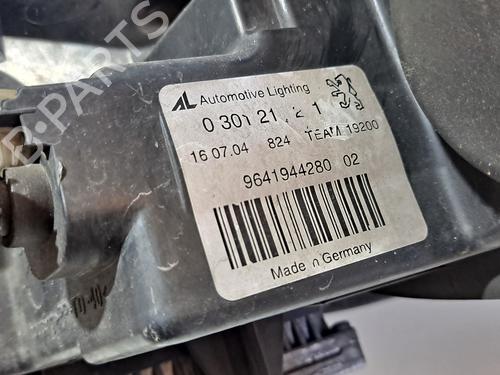 AL Automotive Lighting
16.07.04 824 TEAM 19200
9641944280 02
Made in Germany
B-PARTS